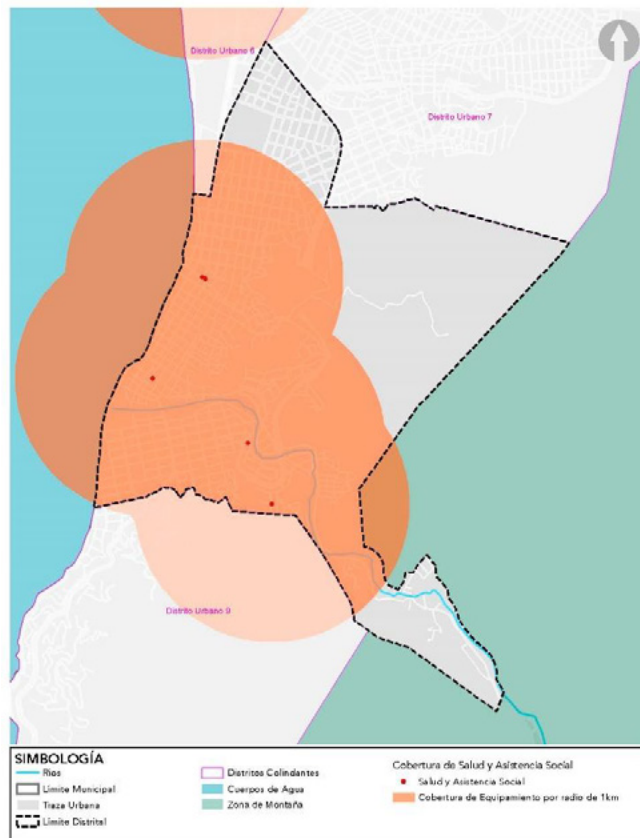 Distrito Urbano 6
Distrito Urbano 7
Distrito Urbano 9
SIMBOLOGÍA
Ríos
Límite Municipal
Traza Urbana
Límite Distrital
Distritos Colindantes
Cuerpos de Agua
Zona de Montaña
Cobertura de Salud y Asistencia Social
Salud y Asistencia Social
Cobertura de Equipamiento por radio de 1km